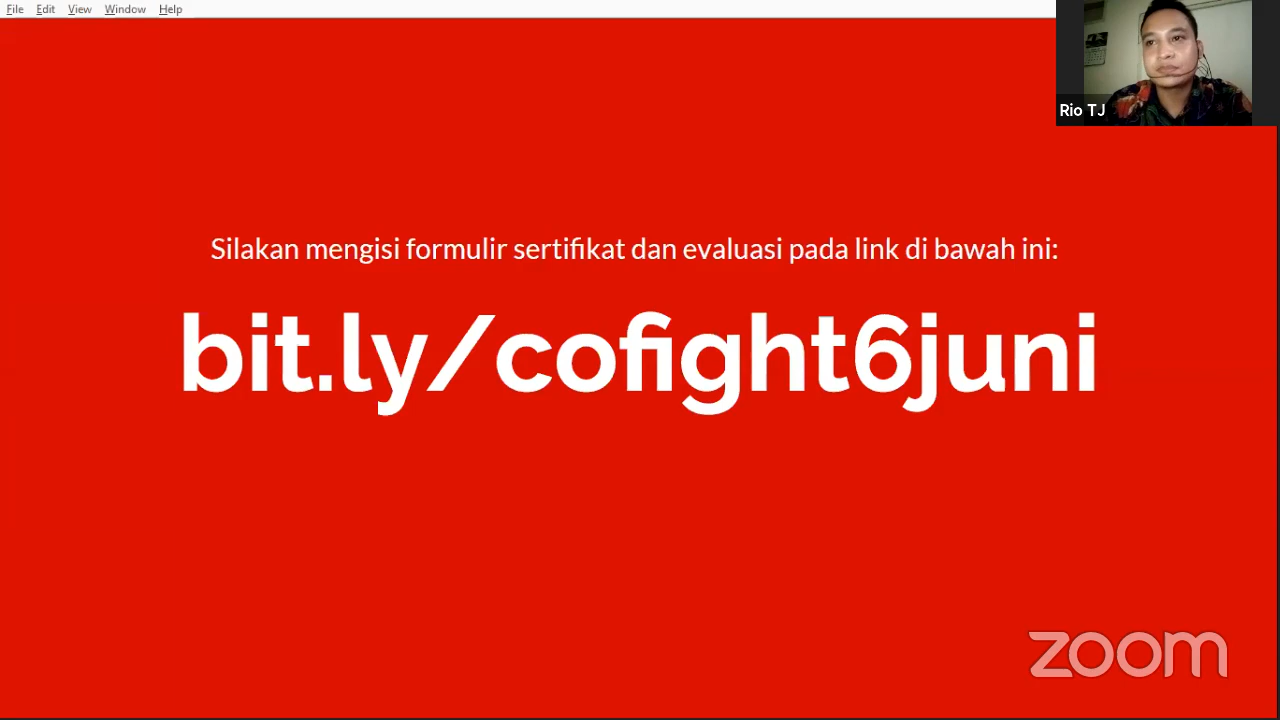 File Edit View Window Help
Rio TJ
Silakan mengisi formulir sertifikat dan evaluasi pada link di bawah ini:
bit.ly/cofight6juni
zoom